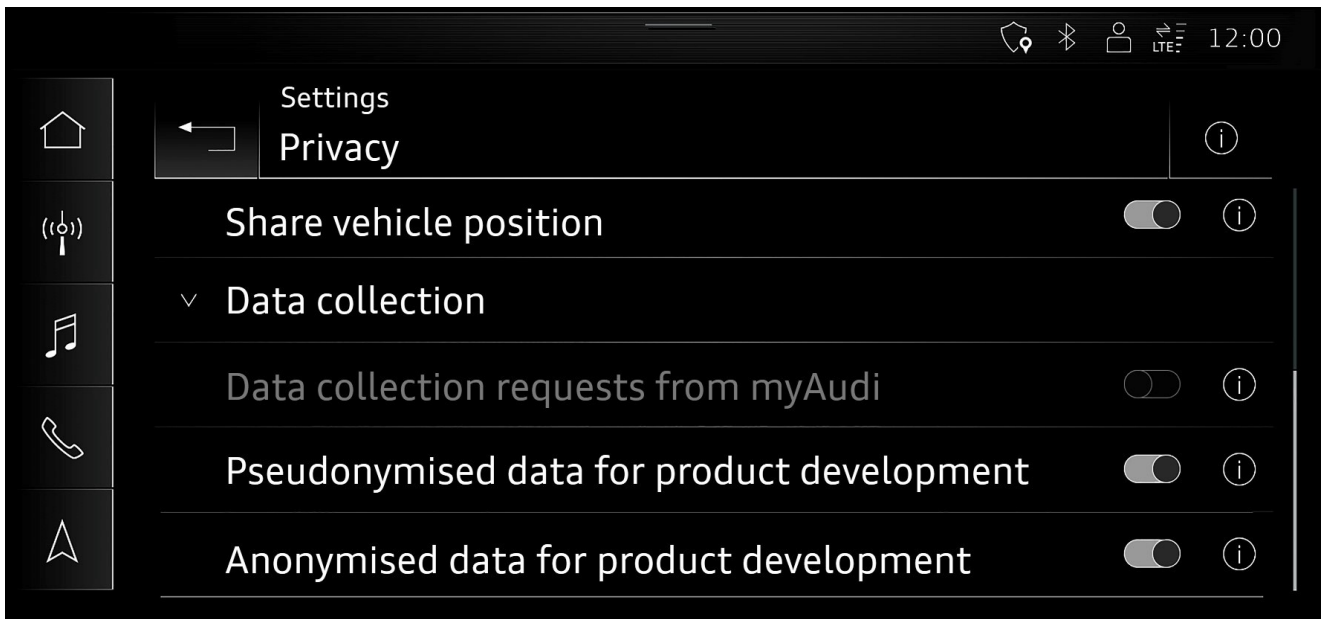 LTE 12:00
Settings
Privacy
Share vehicle position
Data collection
Data collection requests from myAudi
Pseudonymised data for product development
Anonymised data for product development